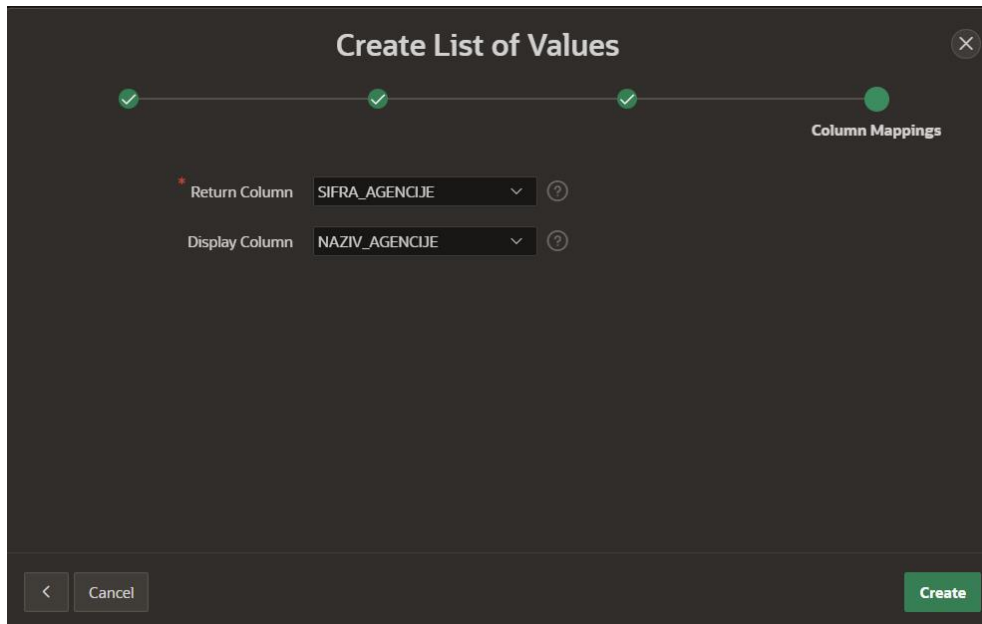 Create List of Values
Column Mappings
* Return Column SIFRA_AGENCIJE
Display Column NAZIV_AGENCIJE
Cancel Create